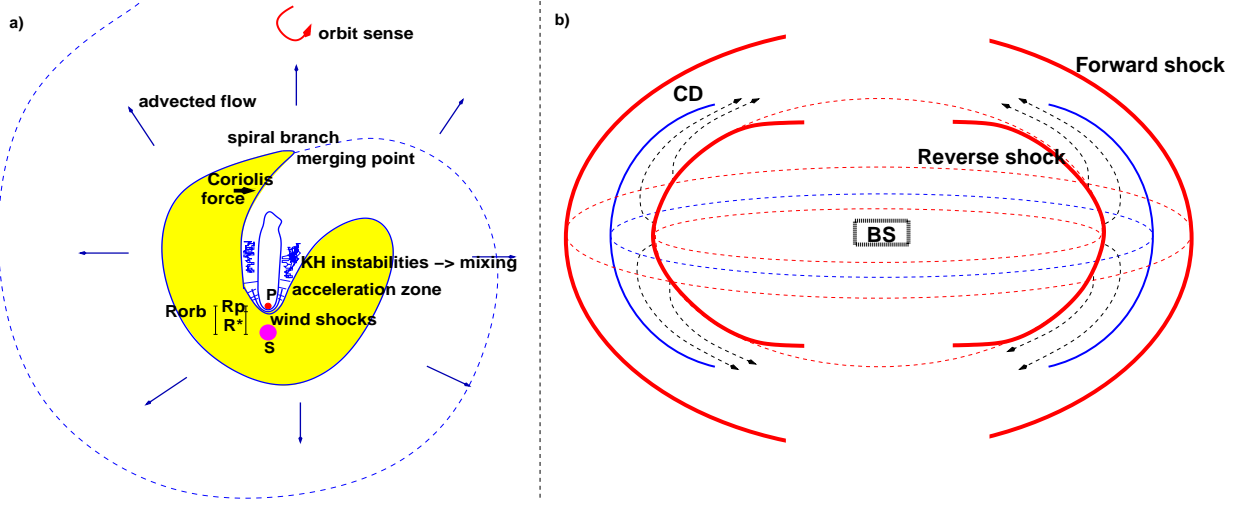 a)
orbit sense
advected flow
spiral branch
merging point
Coriolis
force
KH instabilities −> mixing
acceleration zone
P
Rorb
Rp
wind shocks
R*
S
b)
Forward shock
CD
Reverse shock
BS